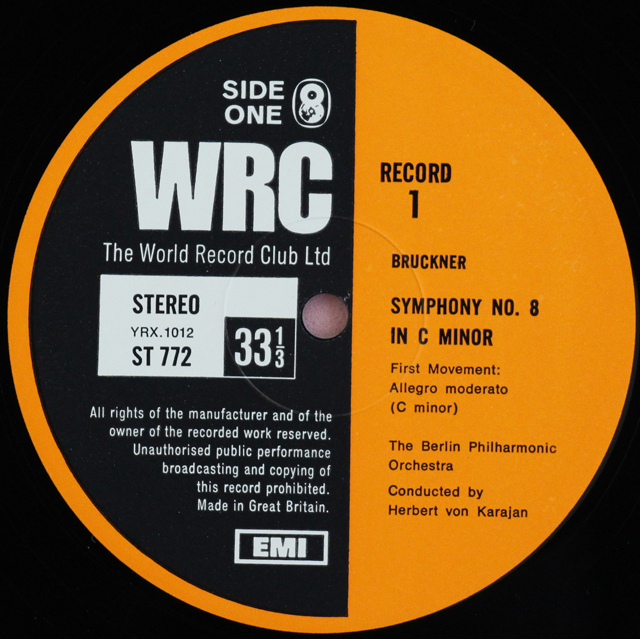 SIDE
ONE
WRC
The World Record Club Ltd
STEREO
YRX.1012
ST 772
33 1/3
All rights of the manufacturer and of the
owner of the recorded work reserved.
Unauthorised public performance
broadcasting and copying of
this record prohibited.
Made in Great Britain.
EMI
RECORD
1
BRUCKNER
SYMPHONY NO. 8
IN C MINOR
First Movement:
Allegro moderato
(C minor)
The Berlin Philharmonic
Orchestra
Conducted by
Herbert von Karajan